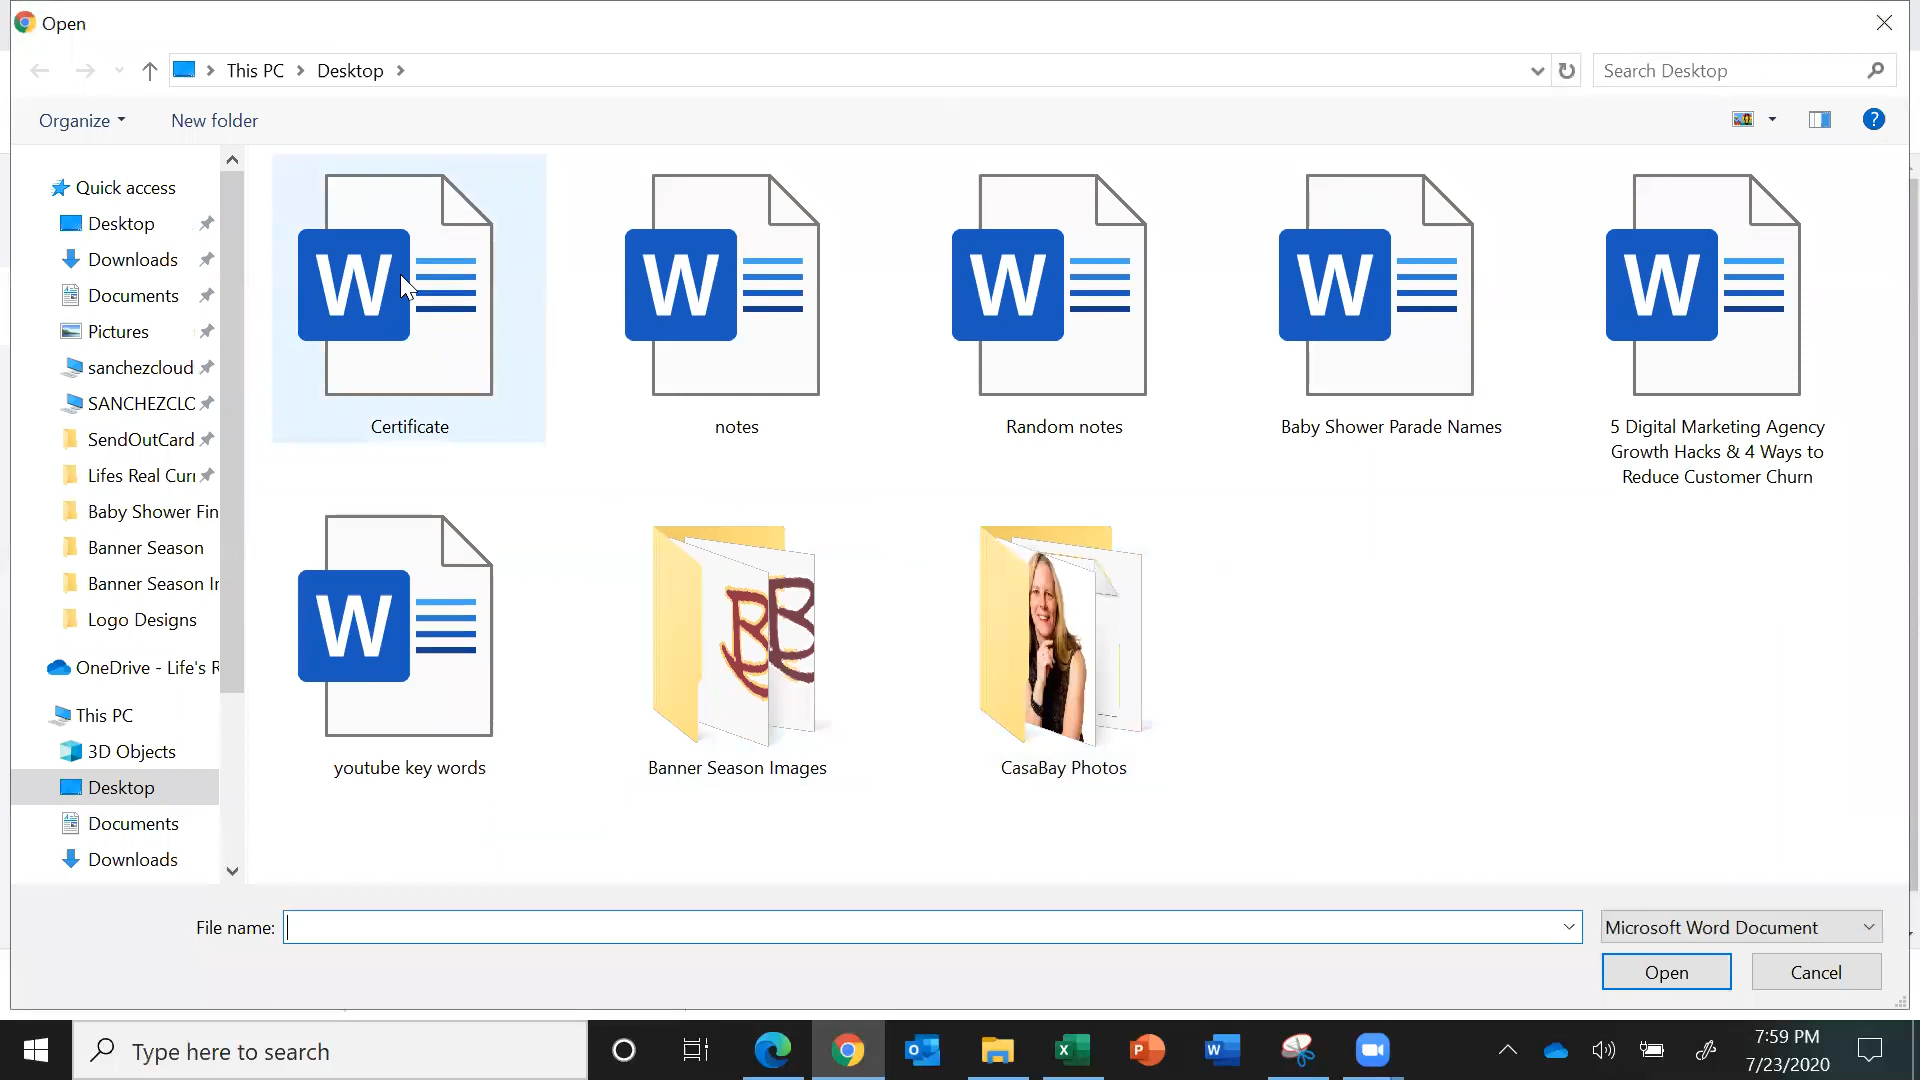 Open
This PC
Desktop
Search Desktop
Organize
New folder
?
Quick access
Desktop
Downloads
Documents
Pictures
sanchezcloud
SANCHEZCLC
SendOutCard
Lifes Real Curr
Baby Shower Fin
Banner Season
Banner Season Ir
Logo Designs
OneDrive - Life's R
This PC
3D Objects
Desktop
Documents
Downloads
W
W
W
W
W
Certificate
notes
Random notes
Baby Shower Parade Names
5 Digital Marketing Agency
Growth Hacks & 4 Ways to
Reduce Customer Churn
W
B
B
youtube key words
Banner Season Images
CasaBay Photos
File name:
Microsoft Word Document
Open
Cancel
Type here to search
O
X
P
W
7:59 PM
7/23/2020